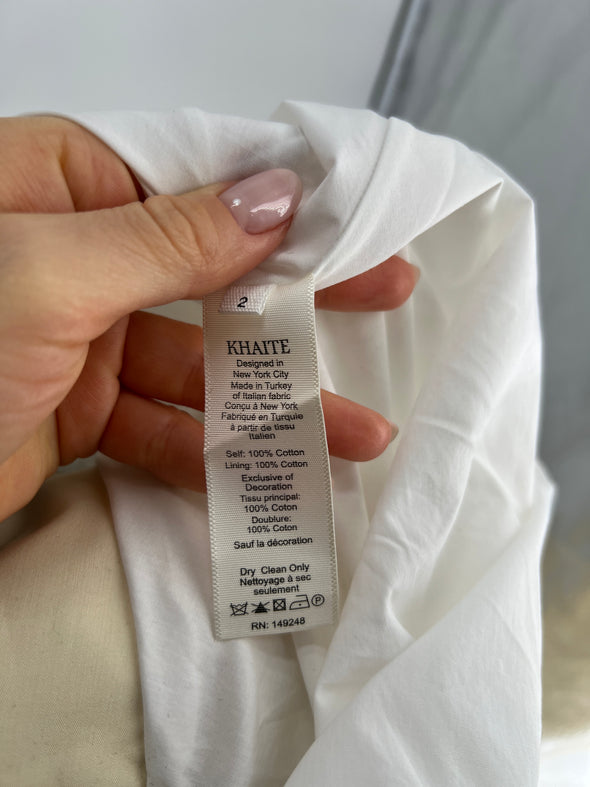 2
KHAITE
Designed in
New York City
Made in Turkey
of Italian fabric
Conçu à New York
Fabriqué en Turquie
à partir de tissu
Italien
Self: 100% Cotton
Lining: 100% Cotton
Exclusive of
Decoration
Tissu principal:
100% Cotton
Doublure:
100% Coton
Sauf la décoration
Dry Clean Only
Nettoyage à sec
seulement
P
RN: 149248